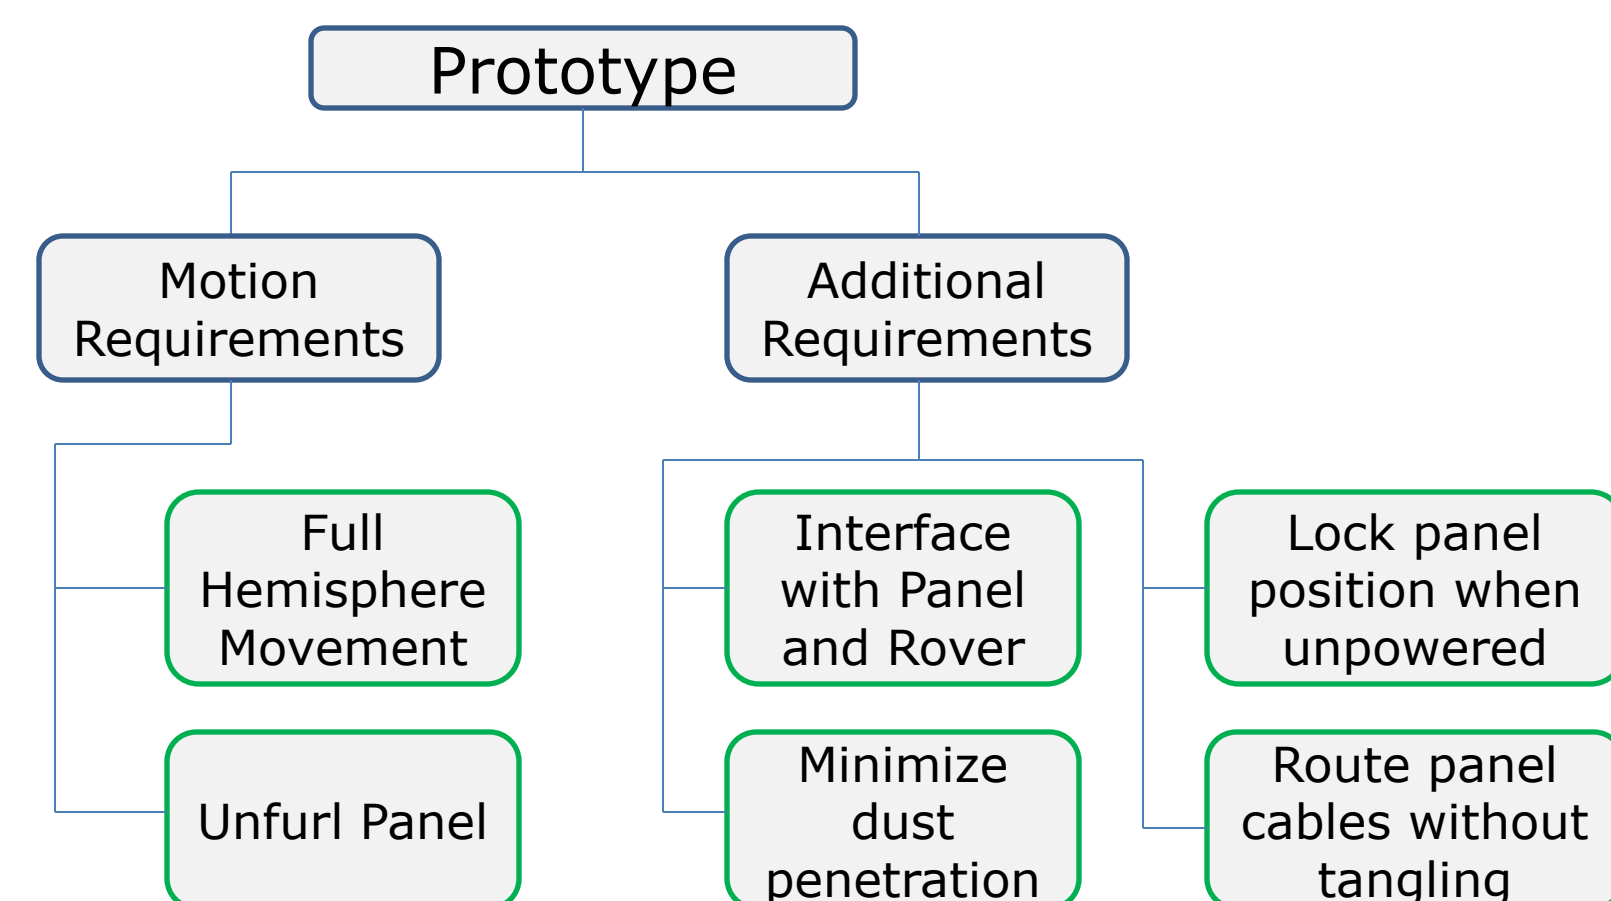 Prototype
Motion
Requirements
Additional
Requirements
Full
Hemisphere
Movement
Interface
with Panel
and Rover
Lock panel
position when
unpowered
Unfurl Panel
Minimize
dust
penetration
Route panel
cables without
tangling